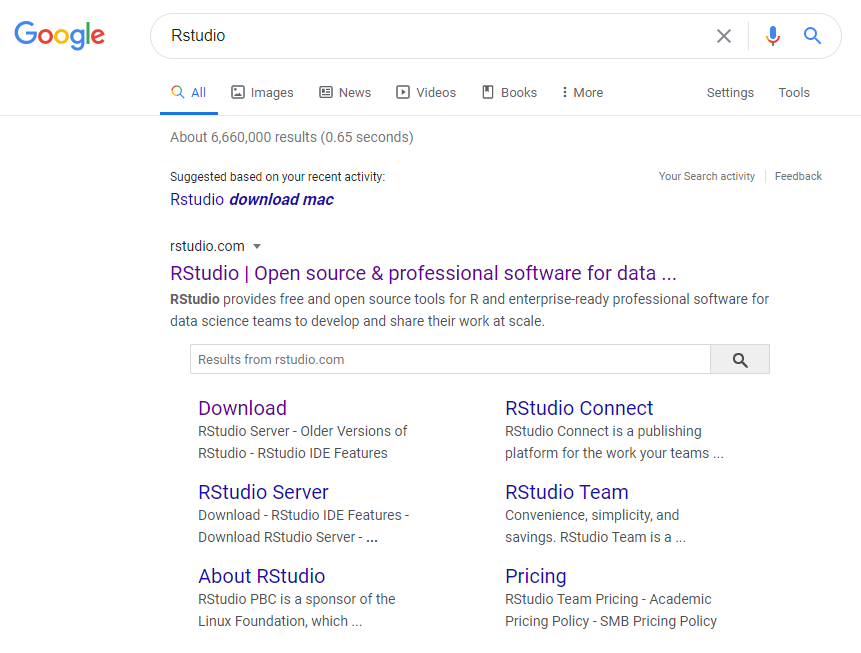 Google
Rstudio
All Images News Videos Books More Settings Tools
About 6,660,000 results (0.65 seconds)
Suggested based on your recent activity: Your Search activity Feedback
Rstudio download mac
rstudio.com
RStudio | Open source & professional software for data ...
RStudio provides free and open source tools for R and enterprise-ready professional software for
data science teams to develop and share their work at scale.
Results from rstudio.com
Download
RStudio Server - Older Versions of
RStudio - RStudio IDE Features
RStudio Connect
RStudio Connect is a publishing
platform for the work your teams ...
RStudio Server
Download - RStudio IDE Features -
Download RStudio Server - ...
RStudio Team
Convenience, simplicity, and
savings. RStudio Team is a ...
About RStudio
RStudio PBC is a sponsor of the
Linux Foundation, which ...
Pricing
RStudio Team Pricing - Academic
Pricing Policy - SMB Pricing Policy